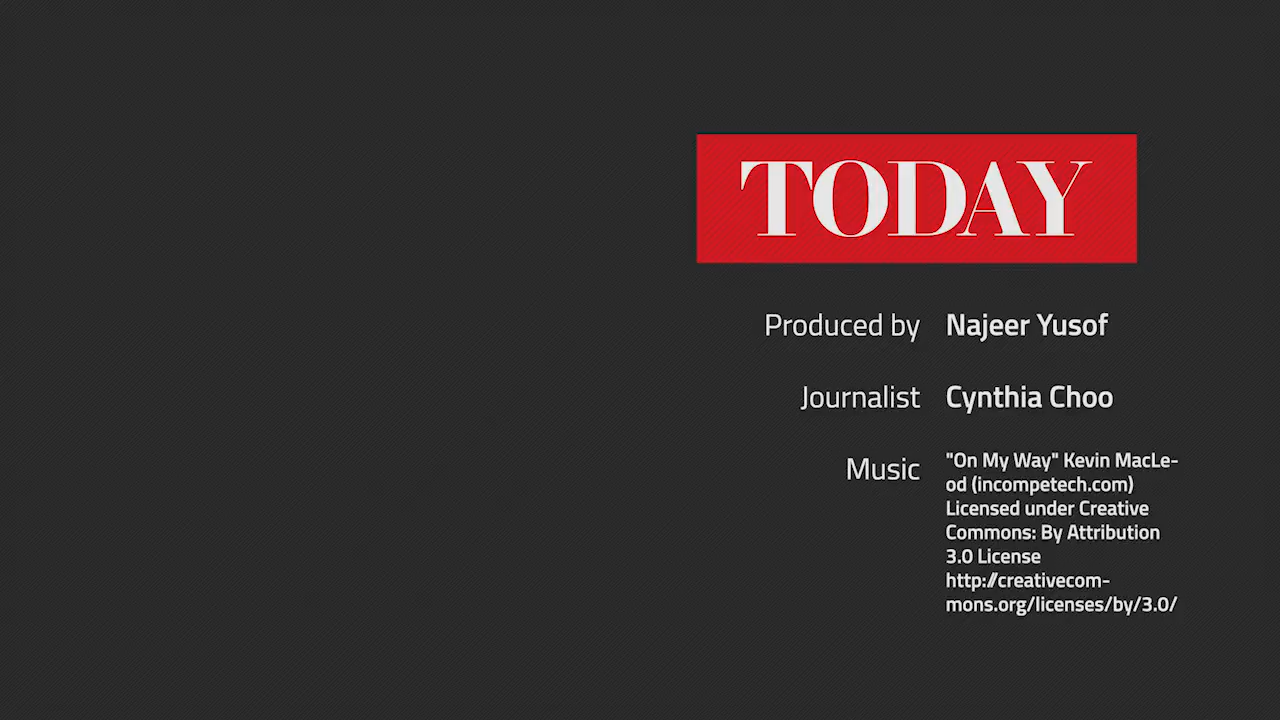 TODAY
Produced by Najeer Yusof
Journalist Cynthia Choo
Music "On My Way" Kevin MacLe-
od (incompetech.com)
Licensed under Creative
Commons: By Attribution
3.0 License
http://creativecom-
mons.org/licenses/by/3.0/